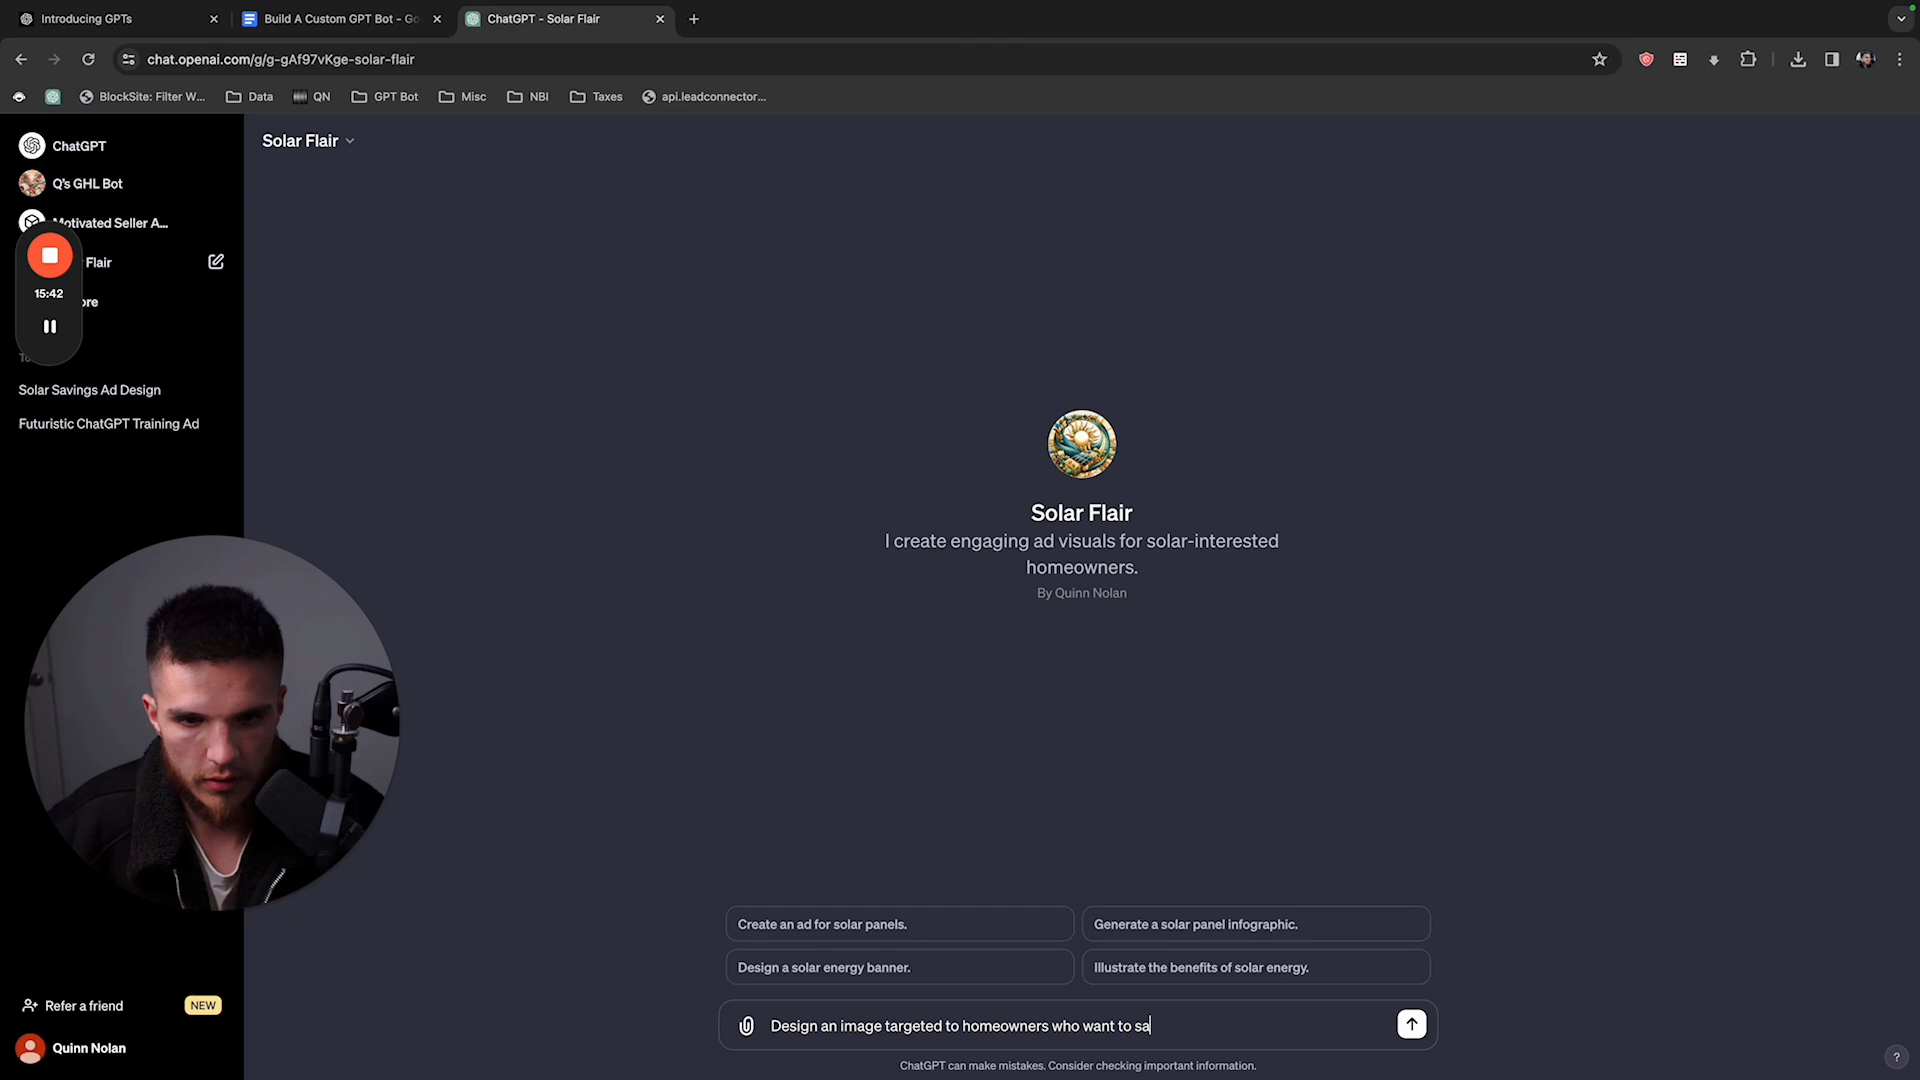 Introducing GPTs
Build A Custom GPT Bot - Go
ChatGPT - Solar Flair
chat.openai.com/g/g-gAf97vKge-solar-flair
BlockSite: Filter W...
Data
QN
GPT Bot
Misc
NBI
Taxes
api.leadconnector...
ChatGPT
Q's GHL Bot
Motivated Seller A...
Flair
15:42
ore
Solar Savings Ad Design
Futuristic ChatGPT Training Ad
Refer a friend
NEW
Quinn Nolan
Solar Flair
Solar Flair
I create engaging ad visuals for solar-interested
homeowners.
By Quinn Nolan
Create an ad for solar panels.
Generate a solar panel infographic.
Design a solar energy banner.
Illustrate the benefits of solar energy.
Design an image targeted to homeowners who want to sa
ChatGPT can make mistakes. Consider checking important information.
?